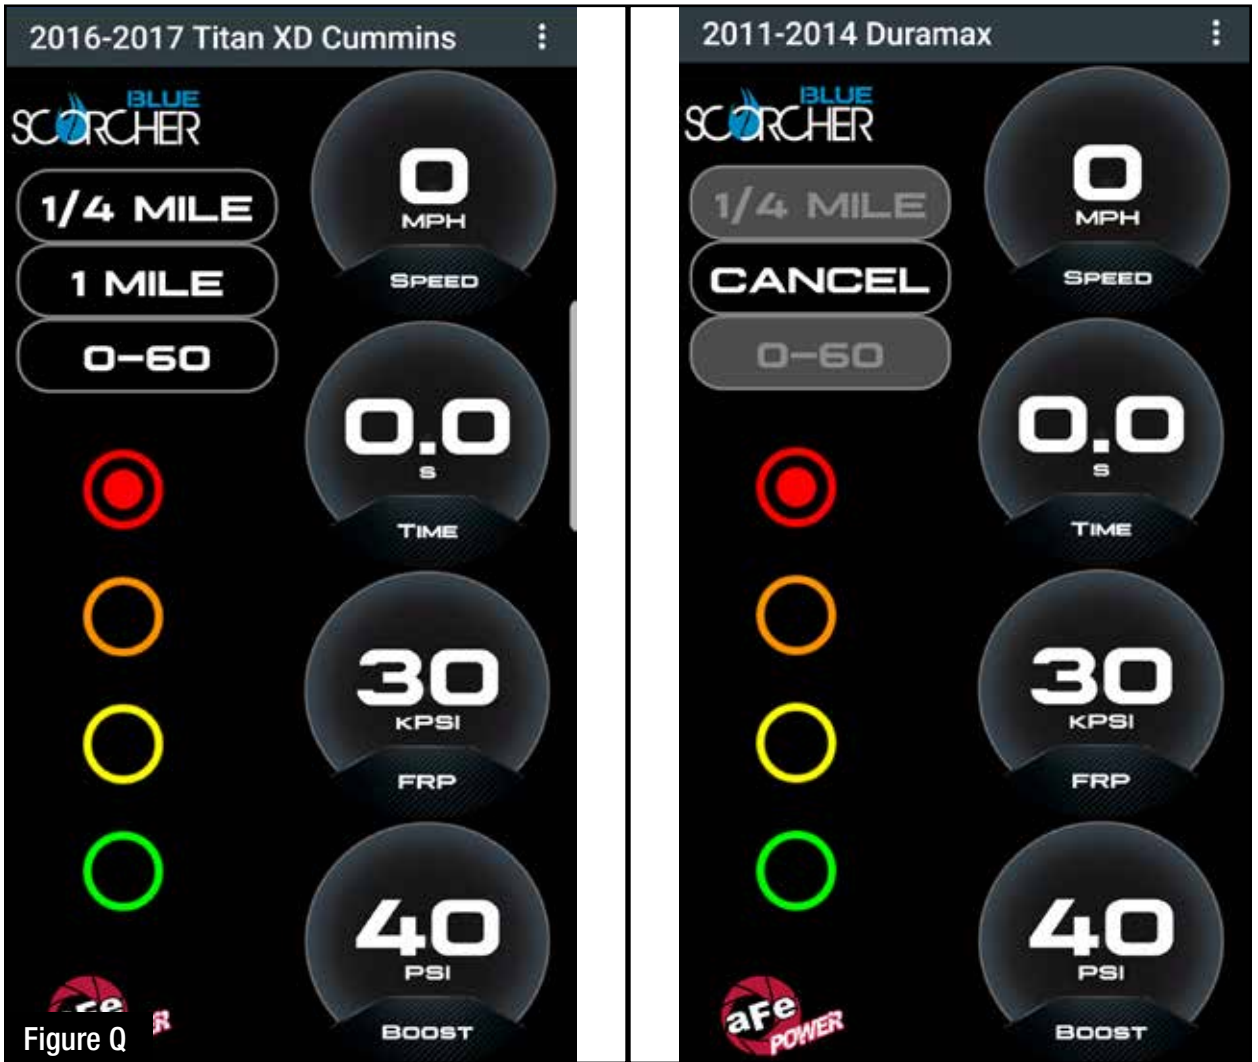 2016-2017 Titan XD Cummins
BLUE
SCORCHER
1/4 MILE
1 MILE
0-60
0
MPH
SPEED
0.0
S
TIME
30
KPSI
FRP
40
PSI
BOOST
aFe
Figure Q
2011-2014 Duramax
BLUE
SCORCHER
1/4 MILE
CANCEL
0-60
0
MPH
SPEED
0.0
S
TIME
30
KPSI
FRP
40
PSI
BOOST
aFe
POWER